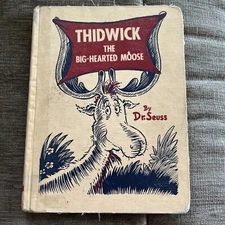 THIDWICK
THE
BIG-HEARTED MOOSE
By
Dr. Seuss